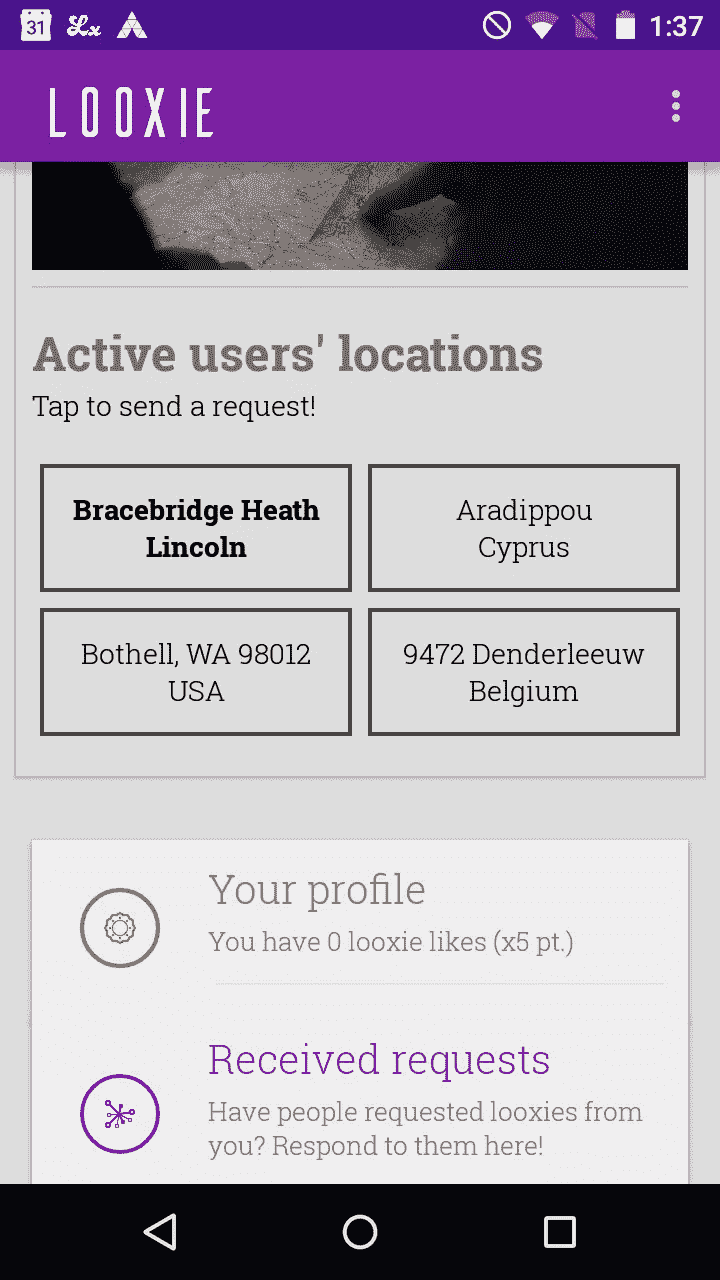 31 Lx 1:37
LOOXIE
Active users' locations
Tap to send a request!
Bracebridge Heath
Lincoln
Aradippou
Cyprus
Bothell, WA 98012
USA
9472 Denderleeuw
Belgium
Your profile
You have 0 looxie likes (x5 pt.)
Received requests
Have people requested looxies from
you? Respond to them here!